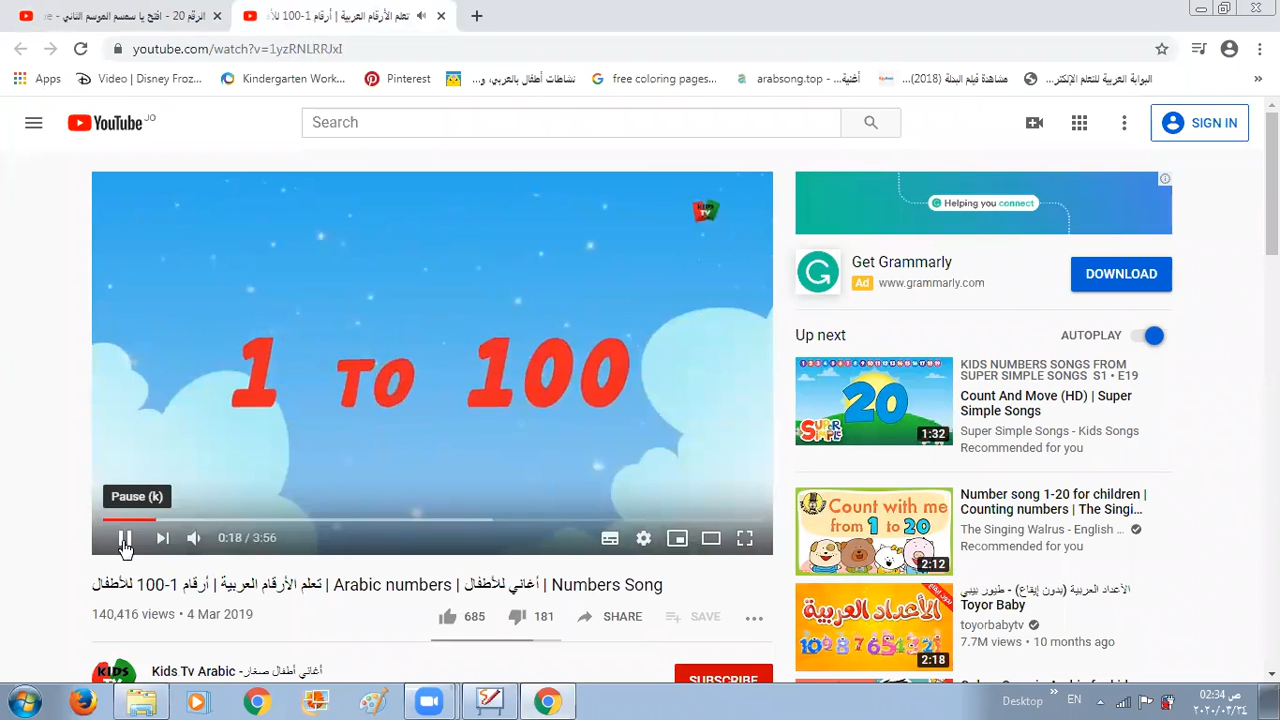 الرقم 20 - افتح يا سمسم الموسم الثاني -
تعلم الأرقام العربية | أرقام 1-100 للأ
youtube.com/watch?v=1yzRNLRRJxI
Apps
Video | Disney Froz...
Kindergarten Work...
Pinterest
نشاطات أطفال بالعربي، و...
free coloring pages...
arabsong.top - أغنية...
مشاهدة فيلم البدلة (2018)...
البوابة العربية للتعلم الإلكتر...
»
YouTube JO
Search
SIGN IN
KIDS TV
1 TO 100
Pause (k)
0:18 / 3:56
تعلم الأرقام العربية | أرقام 1-100 للأطفال | Arabic numbers | أغاني للأطفال | Numbers Song
140,416 views • 4 Mar 2019
685
181
SHARE
SAVE
KIDS
Kids Tv Arabic -أغاني أطفال صغار
SUBSCRIBE
Helping you connect
Get Grammarly
Ad www.grammarly.com
DOWNLOAD
Up next
AUTOPLAY
20
SUPER SIMPLE
1:32
KIDS NUMBERS SONGS FROM
SUPER SIMPLE SONGS S1 • E19
Count And Move (HD) | Super
Simple Songs
Super Simple Songs - Kids Songs
Recommended for you
Count with me
from 1 to 20
2:12
Number song 1-20 for children |
Counting numbers | The Singi...
The Singing Walrus - English ...
Recommended for you
الأعداد العربية
2:18
الأعداد العربية (بدون إيقاع) - طيور بيبي
Toyor Baby
toyorbabytv
7.7M views • 10 months ago
Desktop
»
EN
02:34 ص
٢٠٢٠/٠٣/٢٤